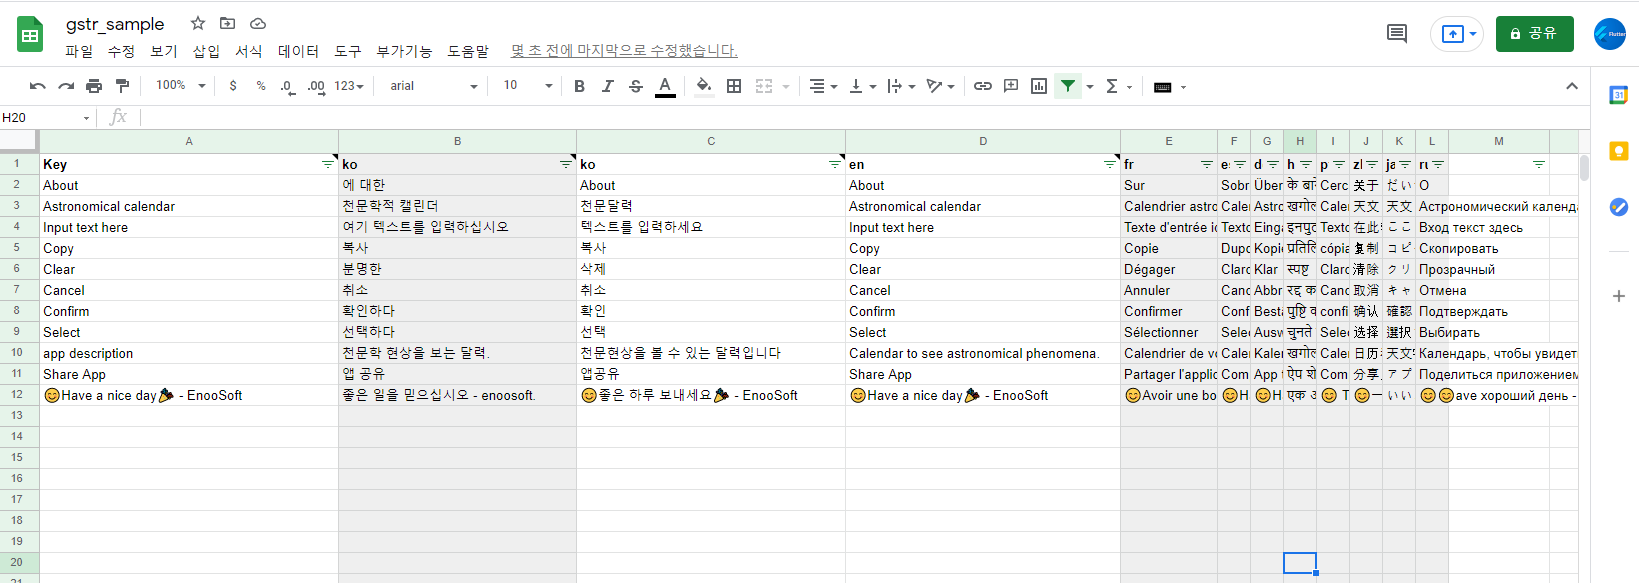 gstr_sample
파일 수정 보기 삽입 서식 데이터 도구 부가기능 도움말 몇 초 전에 마지막으로 수정했습니다.
공유
Flutter
100% $ % .0 .00 123 arial 10 B I S A
31
H20 fx
A B C D E F G H I J K L M
1 Key ko ko en fr d h p ja
2 About 에 대한 About About Sur Sobr Über के बारे Cerc 关于 だい О
3 Astronomical calendar 천문학적 캘린더 천문달력 Astronomical calendar Calendrier astro Cale Astro खगोल Cale 天文 天文 Астрономический календа
4 Input text here 여기 텍스트를 입력하십시오 텍스트를 입력하세요 Input text here Texte d'entrée ic Texto Einga इनपुट Texto 在此 ここ Вход текст здесь
5 Copy 복사 복사 Copy Copie Dupc Kopie प्रतिलि cópia 复制 コピ Скопировать
6 Clear 분명한 삭제 Clear Dégager Claro Klar स्पष्ट Claro 清除 クリ Прозрачный
7 Cancel 취소 취소 Cancel Annuler Canc Abbr रद्द क Canc 取消 キャ Отмена
8 Confirm 확인하다 확인 Confirm Confirmer Conf Besta पुष्टि confi 确认 確認 Подтверждать
9 Select 선택하다 선택 Select Sélectionner Selec Ausw चुनते Selec 选择 選択 Выбирать
10 app description 천문학 현상을 보는 달력. 천문현상을 볼 수 있는 달력입니다 Calendar to see astronomical phenomena. Calendrier de vo Cale Kalen खगोल Cale 日历 天文 Календарь, чтобы увидет
11 Share App 앱 공유 앱공유 Share App Partager l'applic Com App t ऐप शे Com 分享 アプ Поделиться приложением
12 😊Have a nice day🎉 - EnooSoft 좋은 일을 믿으십시오 - enoosoft. 😊좋은 하루 보내세요🎉 - EnooSoft 😊Have a nice day🎉 - EnooSoft 😊Avoir une bo 😊H 😊H एक 😊 T 😊一 いい 😊😊ave хороший день -
13
14
15
16
17
18
19
20